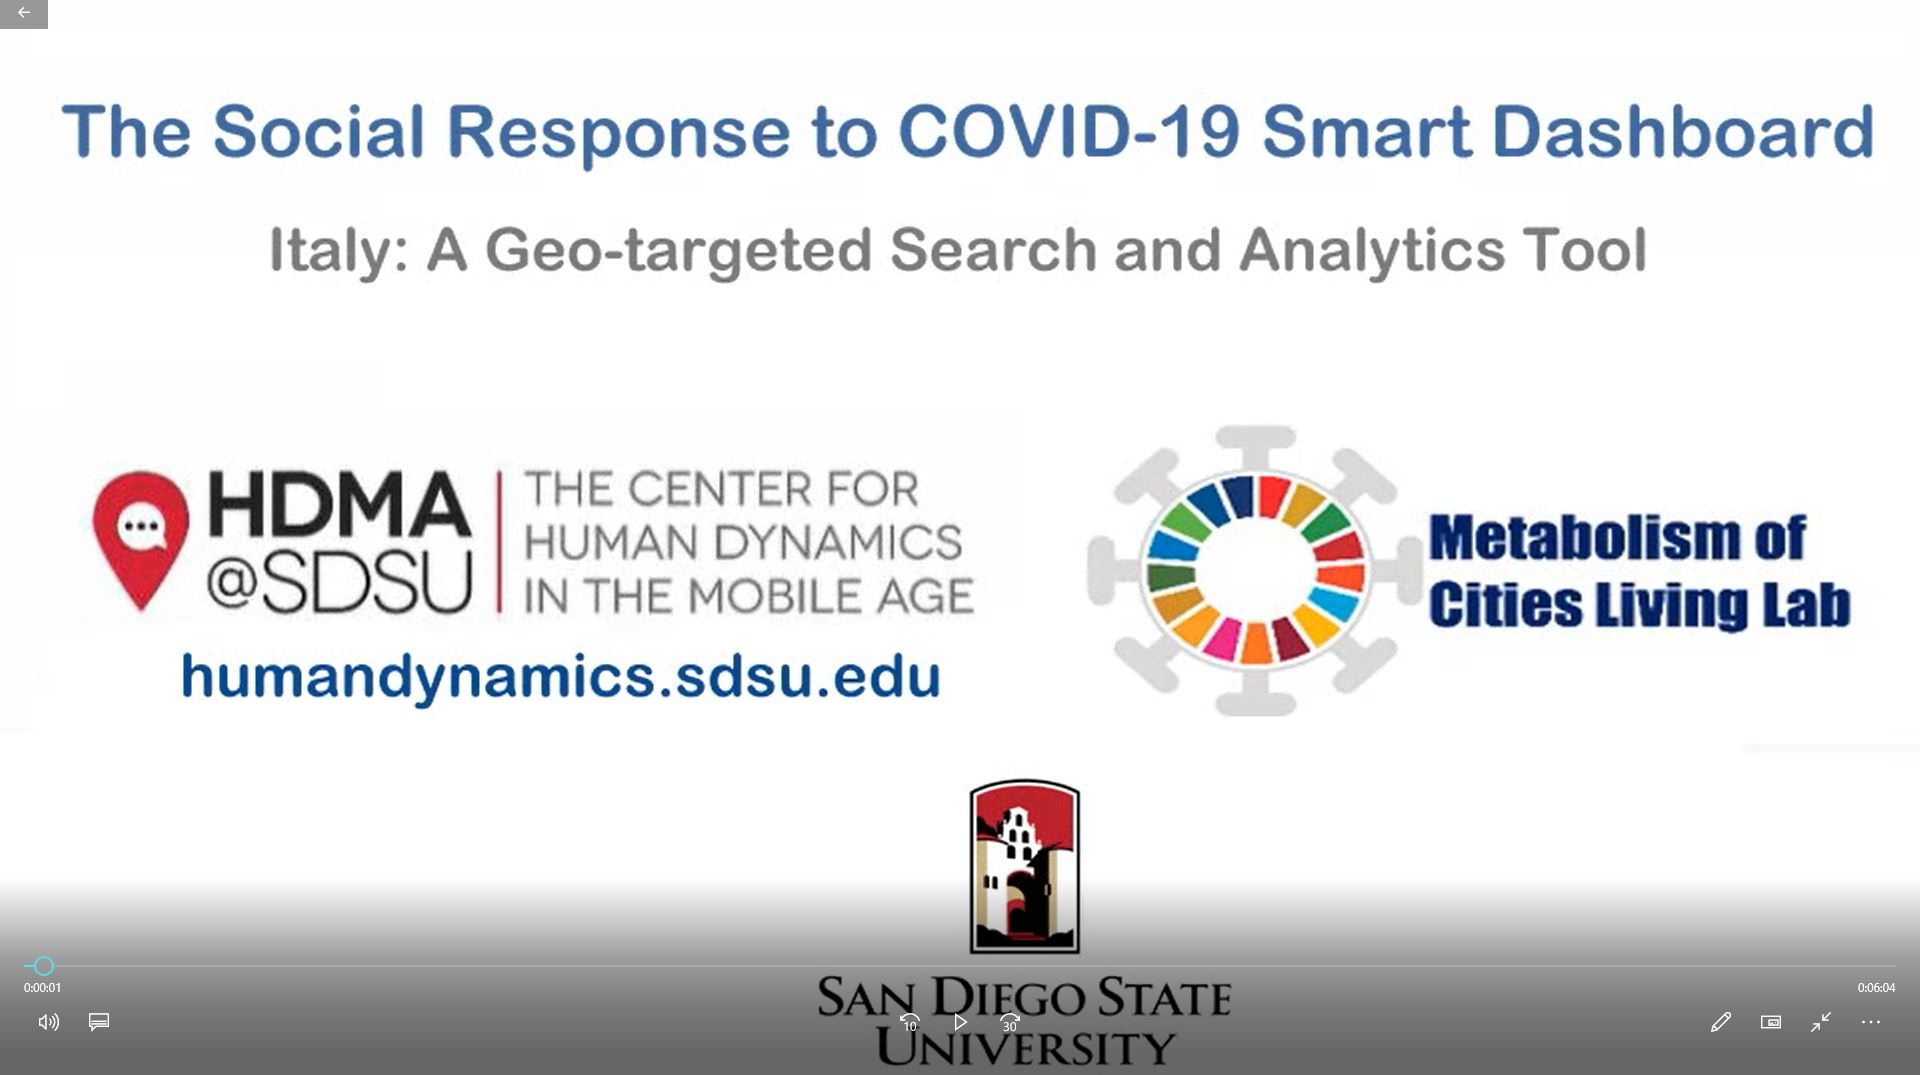 The Social Response to COVID-19 Smart Dashboard
Italy: A Geo-targeted Search and Analytics Tool
HDMA
@SDSU
THE CENTER FOR
HUMAN DYNAMICS
IN THE MOBILE AGE
humandynamics.sdsu.edu
Metabolism of
Cities Living Lab
SAN DIEGO STATE
UNIVERSITY
0:00:01
0:06:04
10
30